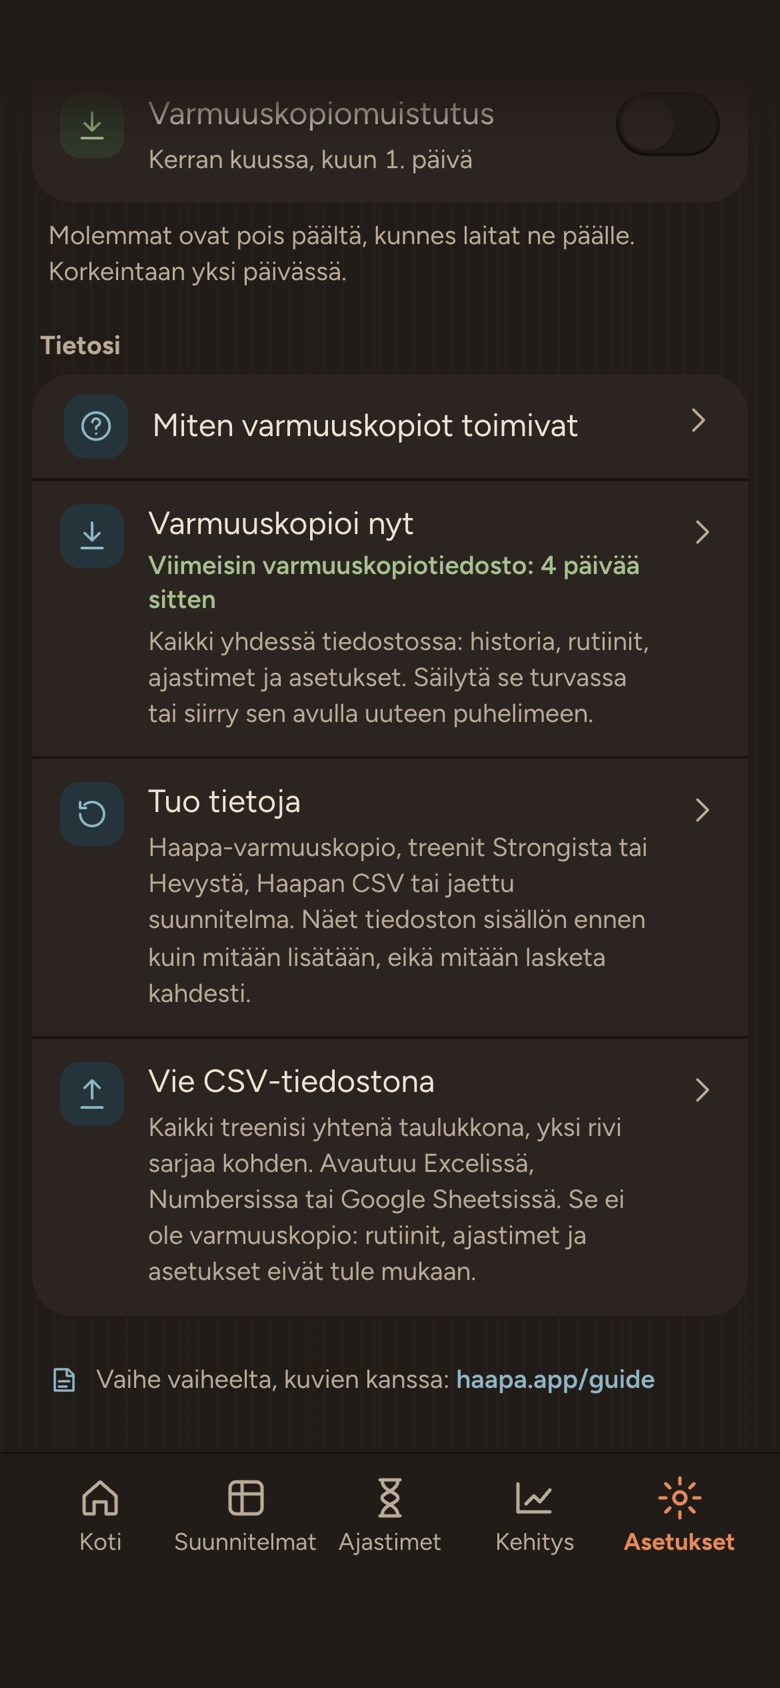 Varmuuskopiomuistutus
Kerran kuussa, kuun 1. päivä
Molemmat ovat pois päältä, kunnes laitat ne päälle.
Korkeintaan yksi päivässä.
Tietosi
Miten varmuuskopiot toimivat
Varmuuskopioi nyt
Viimeisin varmuuskopiotiedosto: 4 päivää
sitten
Kaikki yhdessä tiedostossa: historia, rutiinit,
ajastimet ja asetukset. Säilytä se turvassa
tai siirry sen avulla uuteen puhelimeen.
Tuo tietoja
Haapa-varmuuskopio, treenit Strongista tai
Hevystä, Haapan CSV tai jaettu
suunnitelma. Näet tiedoston sisällön ennen
kuin mitään lisätään, eikä mitään lasketa
kahdesti.
Vie CSV-tiedostona
Kaikki treenisi yhtenä taulukkona, yksi rivi
sarjaa kohden. Avautuu Excelissä,
Numbersissa tai Google Sheetsissä. Se ei
ole varmuuskopio: rutiinit, ajastimet ja
asetukset eivät tule mukaan.
Vaihe vaiheelta, kuvien kanssa: haapa.app/guide
Koti Suunnitelmat Ajastimet Kehitys Asetukset